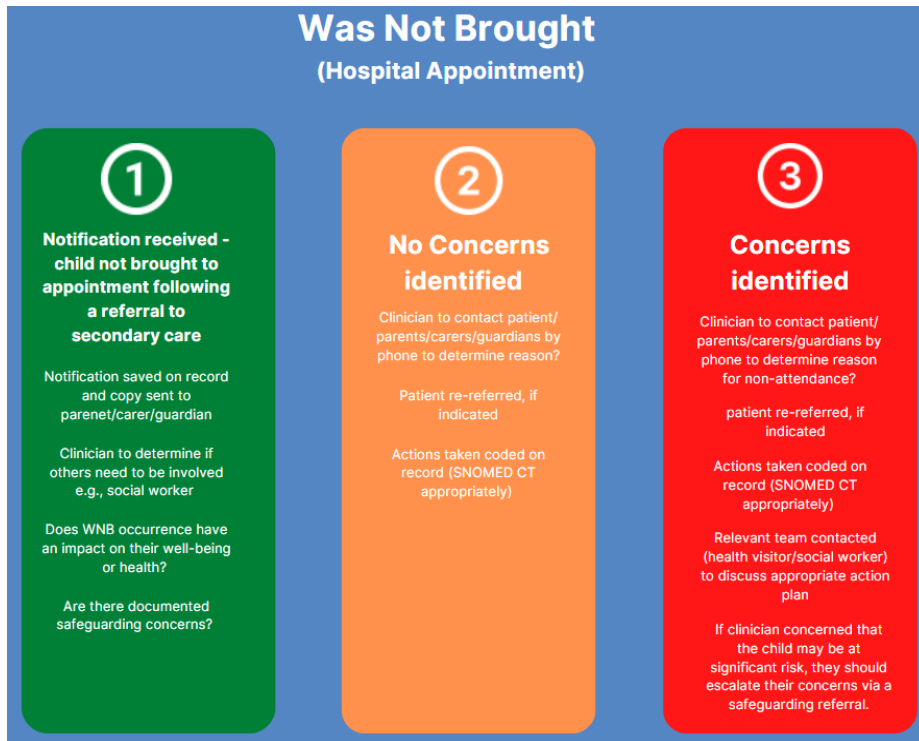 Was Not Brought
(Hospital Appointment)
1
Notification received -
child not brought to
appointment following
a referral to
secondary care
Notification saved on record
and copy sent to
parenet/carer/guardian
Clinician to determine if
others need to be involved
e.g., social worker
Does WNB occurrence have
an impact on their well-being
or health?
Are there documented
safeguarding concerns?
2
No Concerns
identified
Clinician to contact patient/
parents/carers/guardians by
phone to determine reason?
Patient re-referred, if
indicated
Actions taken coded on
record (SNOMED CT
appropriately)
3
Concerns
identified
Clinician to contact patient/
parents/carers/guardians by
phone to determine reason
for non-attendance?
patient re-referred, if
indicated
Actions taken coded on
record (SNOMED CT
appropriately)
Relevant team contacted
(health visitor/social worker)
to discuss appropriate action
plan
If clinician concerned that
the child may be at
significant risk, they should
escalate their concerns via a
safeguarding referral.